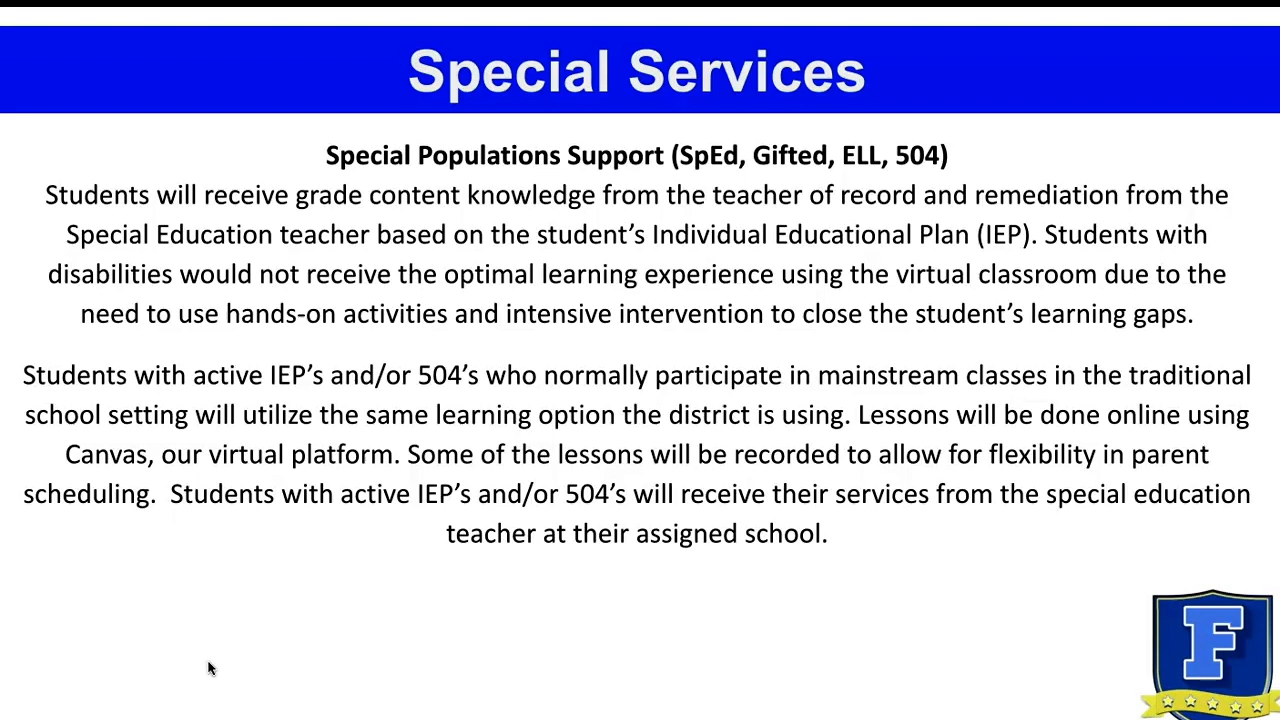 Special Services
Special Populations Support (SpEd, Gifted, ELL, 504)
Students will receive grade content knowledge from the teacher of record and remediation from the
Special Education teacher based on the student’s Individual Educational Plan (IEP). Students with
disabilities would not receive the optimal learning experience using the virtual classroom due to the
need to use hands-on activities and intensive intervention to close the student’s learning gaps.
Students with active IEP’s and/or 504’s who normally participate in mainstream classes in the traditional
school setting will utilize the same learning option the district is using. Lessons will be done online using
Canvas, our virtual platform. Some of the lessons will be recorded to allow for flexibility in parent
scheduling.  Students with active IEP’s and/or 504’s will receive their services from the special education
teacher at their assigned school.
F